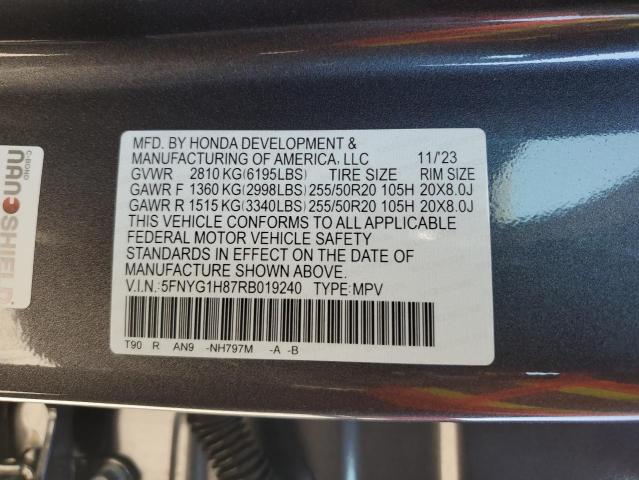 MFD. BY HONDA DEVELOPMENT &
MANUFACTURING OF AMERICA, LLC 11/'23
GVWR 2810 KG(6195LBS) TIRE SIZE RIM SIZE
GAWR F 1360 KG(2998LBS) 255/50R20 105H 20X8.0J
GAWR R 1515 KG(3340LBS) 255/50R20 105H 20X8.0J
THIS VEHICLE CONFORMS TO ALL APPLICABLE
FEDERAL MOTOR VEHICLE SAFETY
STANDARDS IN EFFECT ON THE DATE OF
MANUFACTURE SHOWN ABOVE.
V.I.N.:5FNYG1H87RB019240 TYPE:MPV
T90 R AN9 -NH797M -A -B
C-BOND
NANOSHIELD